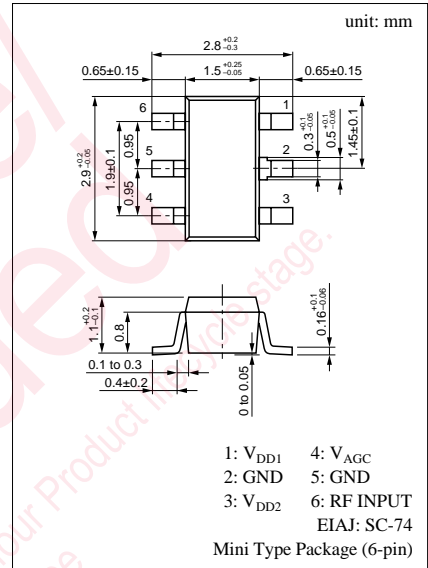 unit: mm
2.8 +0.2 −0.3
0.65±0.15 1.5 +0.25 −0.05 0.65±0.15
6 1
5 2
4 3
2.9 +0.2 −0.05
1.9±0.1
0.95
0.95
0.3 +0.1 −0.05
0.5 +0.1 −0.05
1.45±0.1
1.1 +0.2 −0.1
0.8
0.16 +0.1 −0.06
0.1 to 0.3
0.4±0.2
0 to 0.05
1: VDD1 4: VAGC
2: GND 5: GND
3: VDD2 6: RF INPUT
EIAJ: SC-74
Mini Type Package (6-pin)
our Product lifecycle stage.